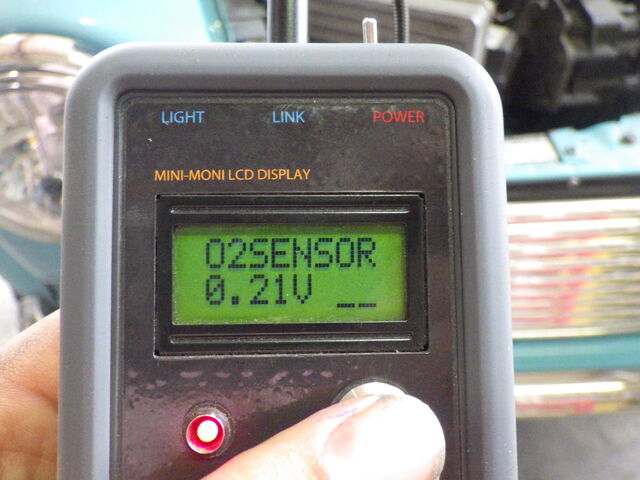 LIGHT LINK POWER
MINI-MONI LCD DISPLAY
O2SENSOR
0.21V __